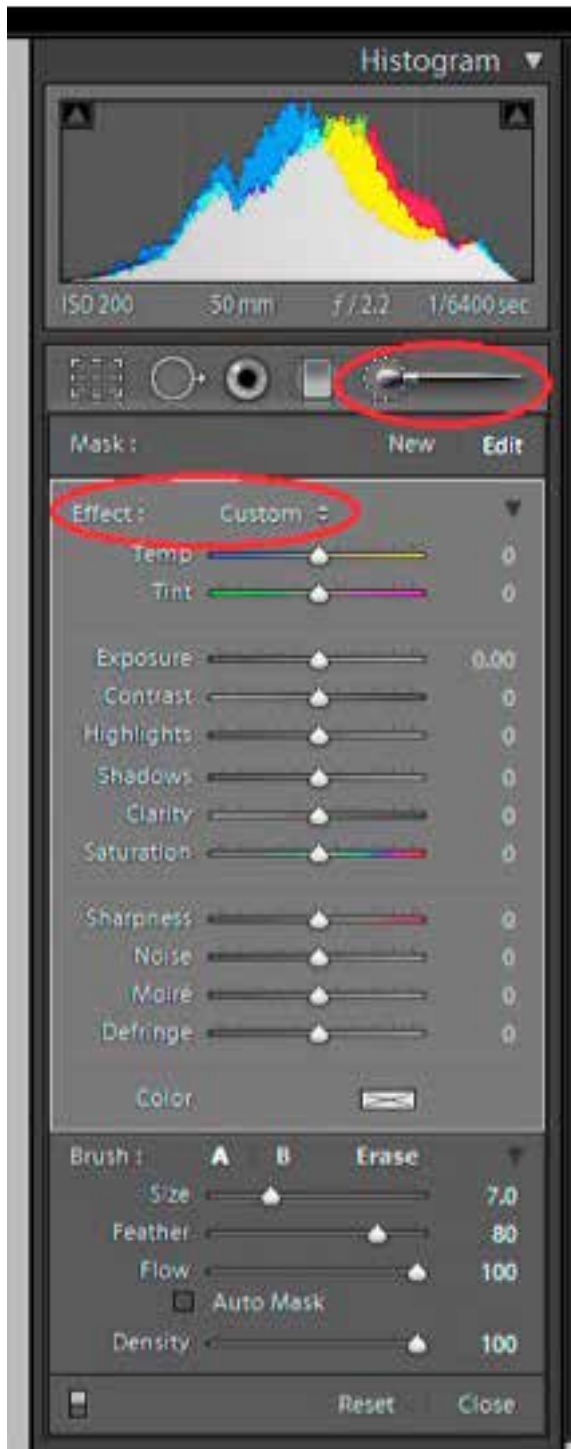 Histogram
ISO 200 50 mm ƒ / 2.2 1/6400 sec
Mask : New Edit
Effect : Custom
Temp 0
Tint 0
Exposure 0.00
Contrast 0
Highlights 0
Shadows 0
Clarity 0
Saturation 0
Sharpness 0
Noise 0
Moiré 0
Defringe 0
Color
Brush : A B Erase
Size 7.0
Feather 80
Flow 100
Auto Mask
Density 100
Reset Close